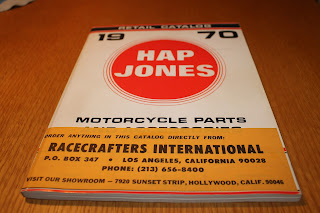 RETAIL CATALOG
19 70
HAP
JONES
MOTORCYCLE PARTS
ORDER ANYTHING IN THIS CATALOG DIRECTLY FROM:
RACECRAFTERS INTERNATIONAL
P.O. BOX 347 • LOS ANGELES, CALIFORNIA 90028
PHONE: (213) 656-8400
VISIT OUR SHOWROOM — 7920 SUNSET STRIP, HOLLYWOOD, CALIF. 90046